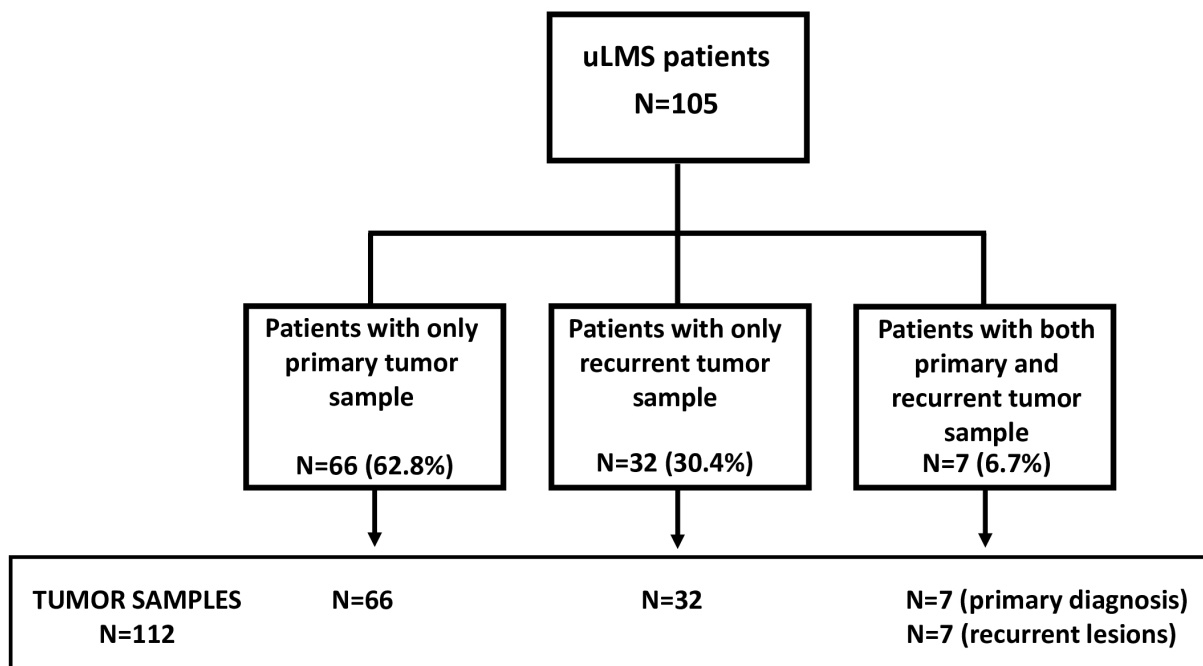 uLMS patients
N=105
Patients with only
primary tumor
sample
N=66 (62.8%)
Patients with only
recurrent tumor
sample
N=32 (30.4%)
Patients with both
primary and
recurrent tumor
sample
N=7 (6.7%)
TUMOR SAMPLES
N=112
N=66
N=32
N=7 (primary diagnosis)
N=7 (recurrent lesions)